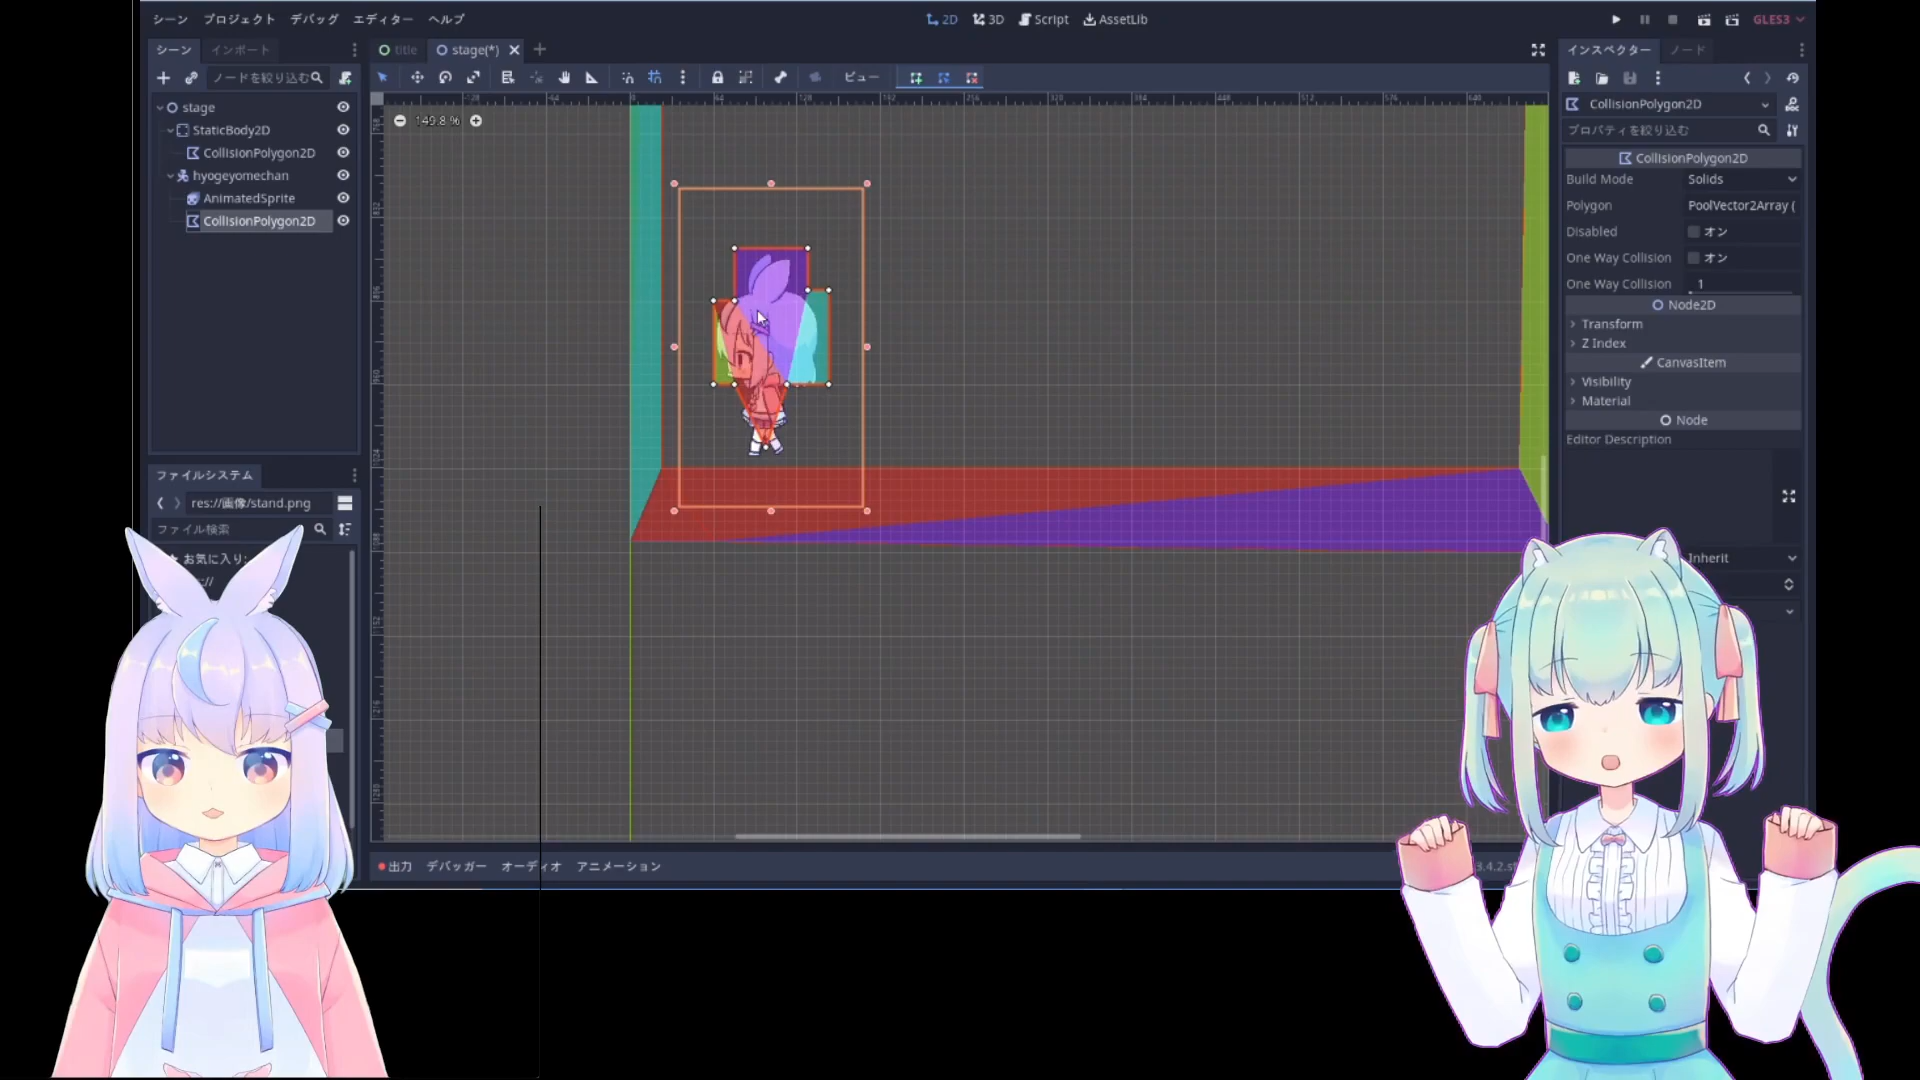 シーン プロジェクト デバッグ エディター ヘルプ
2D 3D Script AssetLib
GLES3
シーン インポート
title stage(*)
インスペクター ノード
ノードを絞り込む
ビュー
149.8 %
stage
StaticBody2D
CollisionPolygon2D
hyogeyomechan
AnimatedSprite
CollisionPolygon2D
CollisionPolygon2D
プロパティを絞り込む
CollisionPolygon2D
Build Mode Solids
Polygon PoolVector2Array (
Disabled オン
One Way Collision オン
One Way Collision 1
Node2D
Transform
Z Index
CanvasItem
Visibility
Material
Node
Editor Description
Inherit
ファイルシステム
res://画像/stand.png
ファイル検索
お気に入り:
出力 デバッガー オーディオ アニメーション